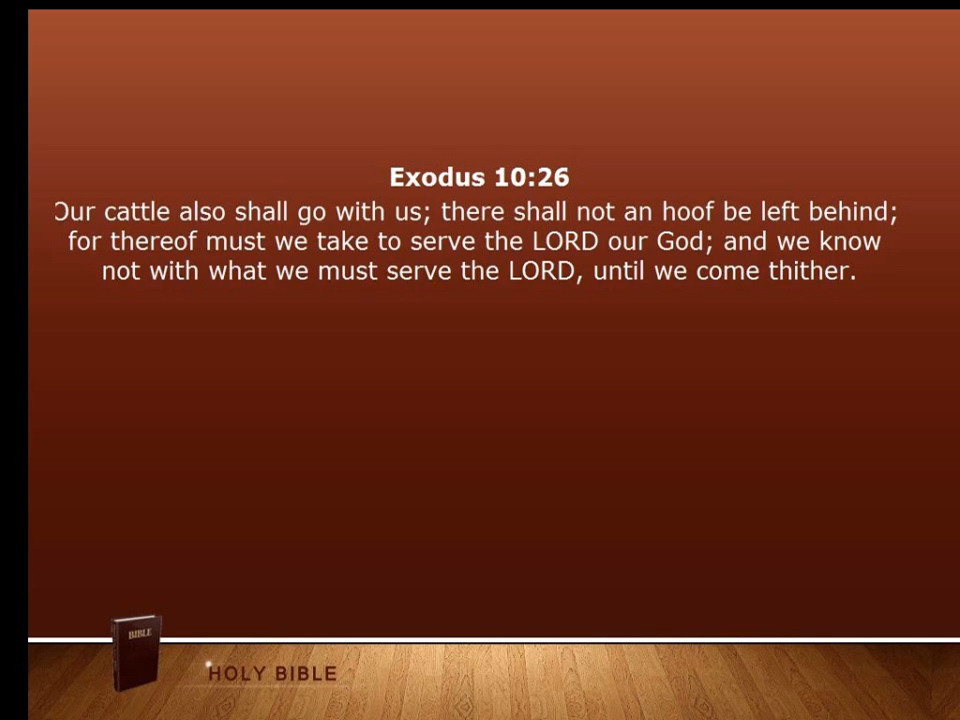 Exodus 10:26
Our cattle also shall go with us; there shall not an hoof be left behind;
for thereof must we take to serve the LORD our God; and we know
not with what we must serve the LORD, until we come thither.
BIBLE
HOLY BIBLE